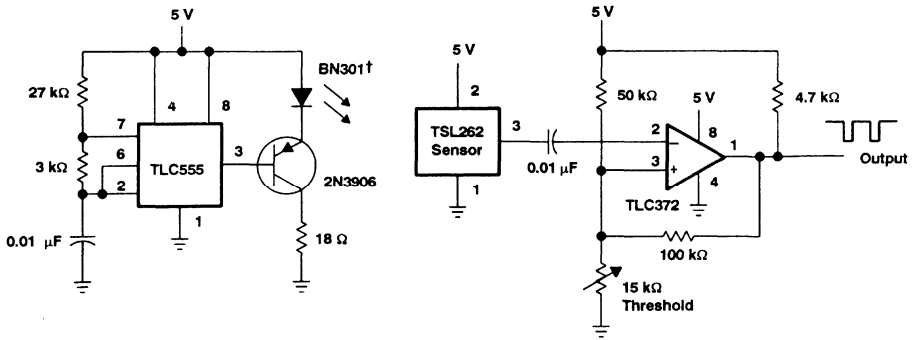 5 V
27 kΩ
4
8
BN301†
7
3 kΩ
6
2
TLC555
3
2N3906
1
0.01 μF
18 Ω
5 V
2
TSL262
Sensor
3
0.01 μF
1
5 V
50 kΩ
4.7 kΩ
5 V
2
8
–
3
+
1
4
TLC372
Output
100 kΩ
15 kΩ
Threshold